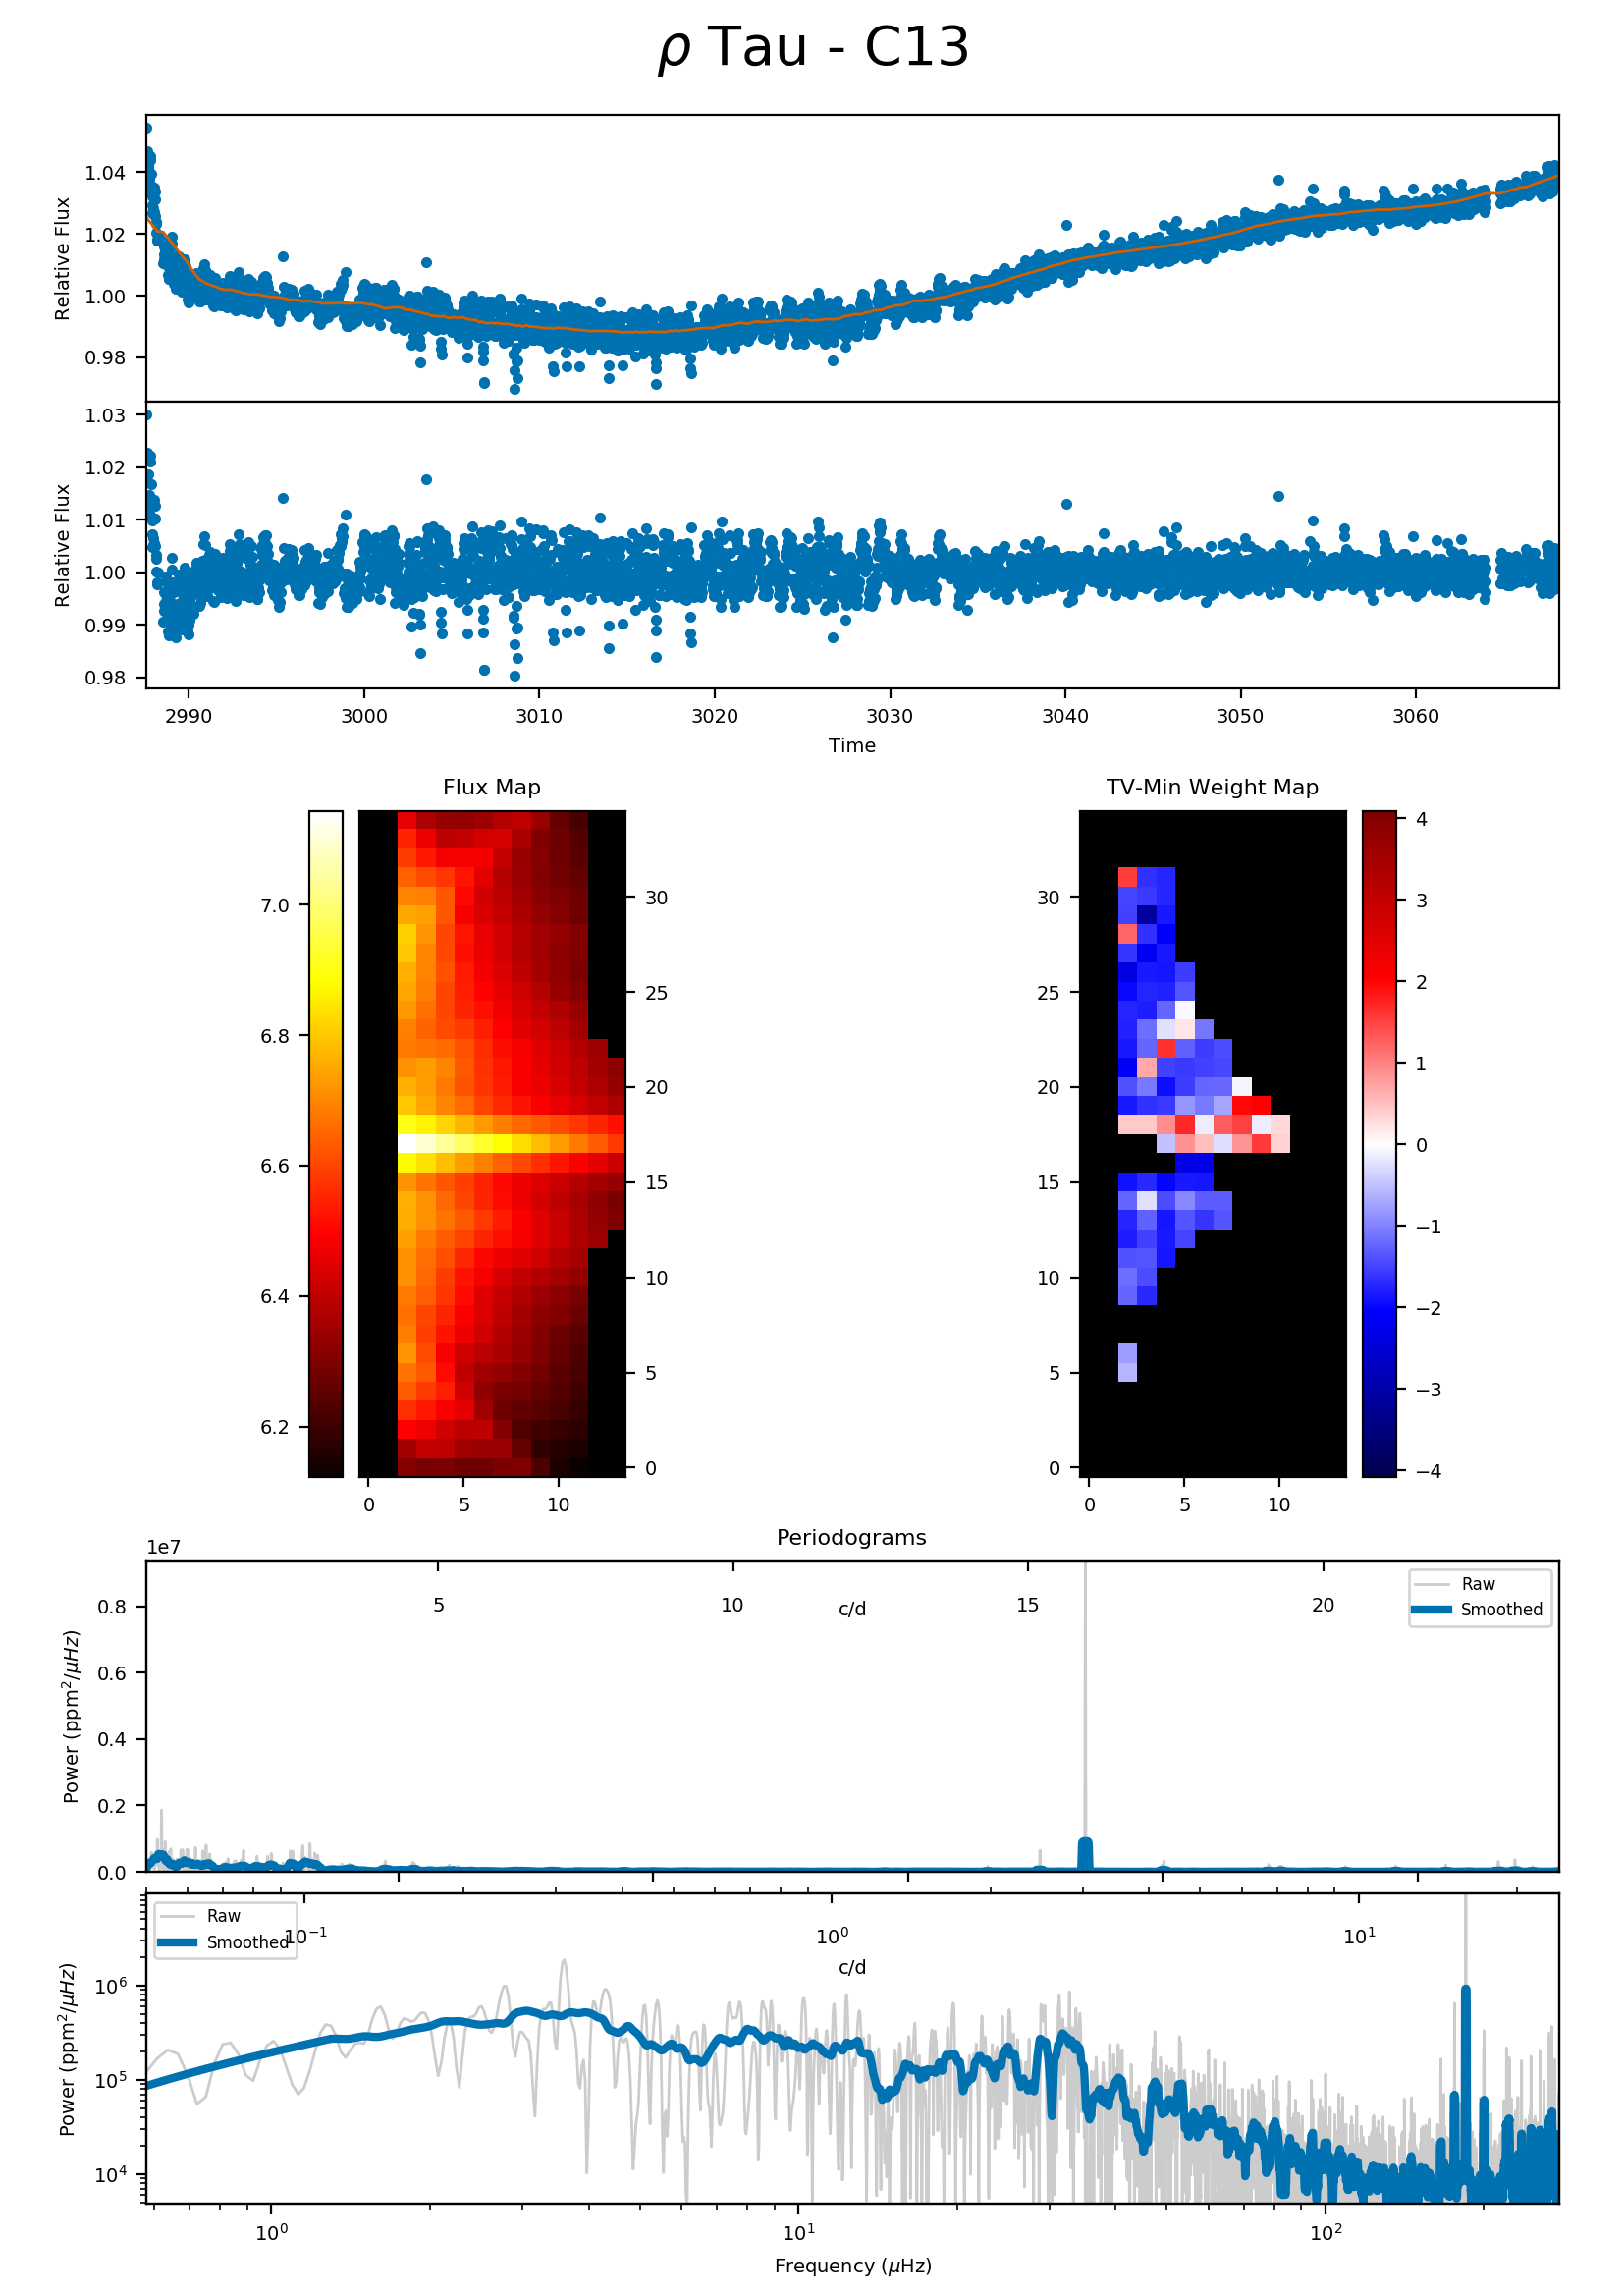 ρ Tau - C13
1.04
1.02
1.00
0.98
Relative Flux
1.03
1.02
1.01
1.00
0.99
0.98
Relative Flux
2990 3000 3010 3020 3030 3040 3050 3060
Time
Flux Map
7.0
6.8
6.6
6.4
6.2
30
25
20
15
10
5
0
0 5 10
TV-Min Weight Map
30
25
20
15
10
5
0
0 5 10
4
3
2
1
0
−1
−2
−3
−4
Periodograms
1e7
5 10 15 20
c/d
Raw
Smoothed
0.8
0.6
0.4
0.2
0.0
Power (ppm²/μHz)
Raw
Smoothed
10⁻¹ 10⁰ 10¹
c/d
10⁶
10⁵
10⁴
Power (ppm²/μHz)
10⁰ 10¹ 10²
Frequency (μHz)